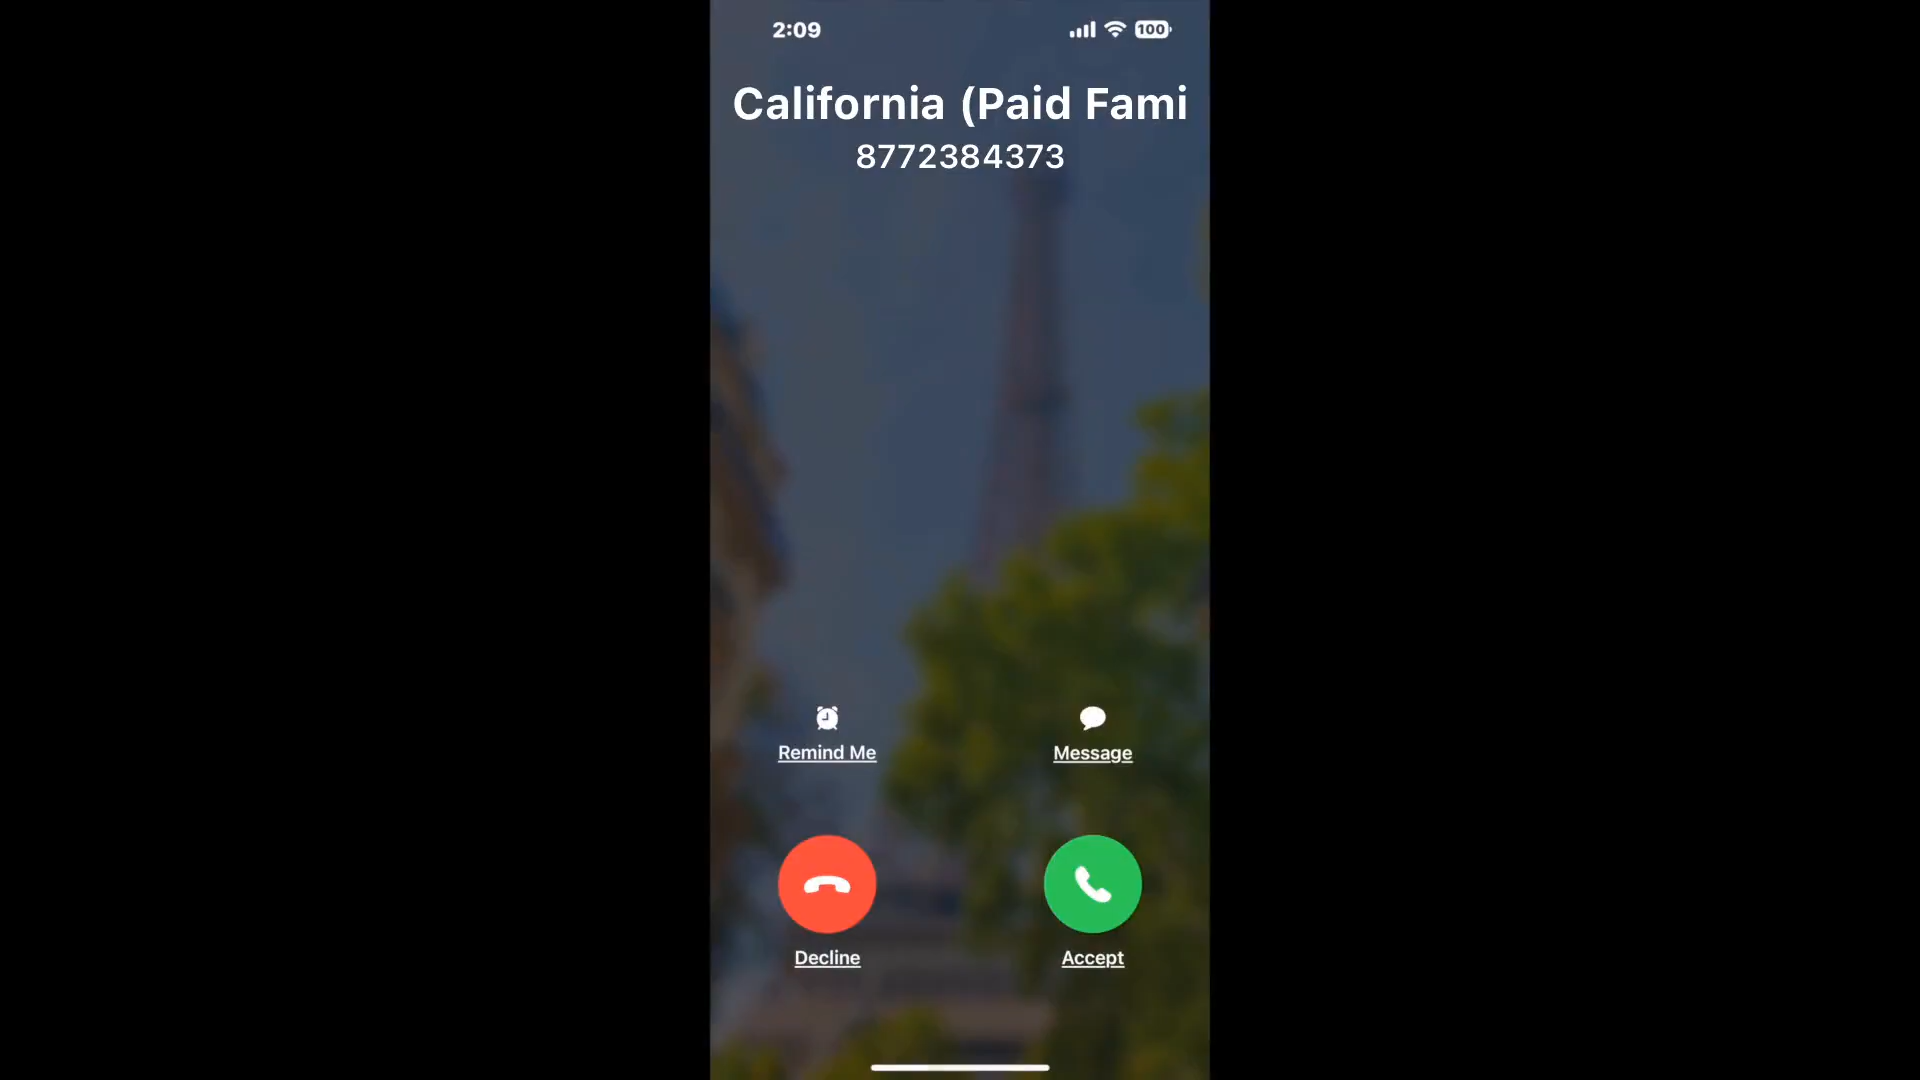 2:09
100
California (Paid Fami
8772384373
Remind Me
Message
Decline
Accept